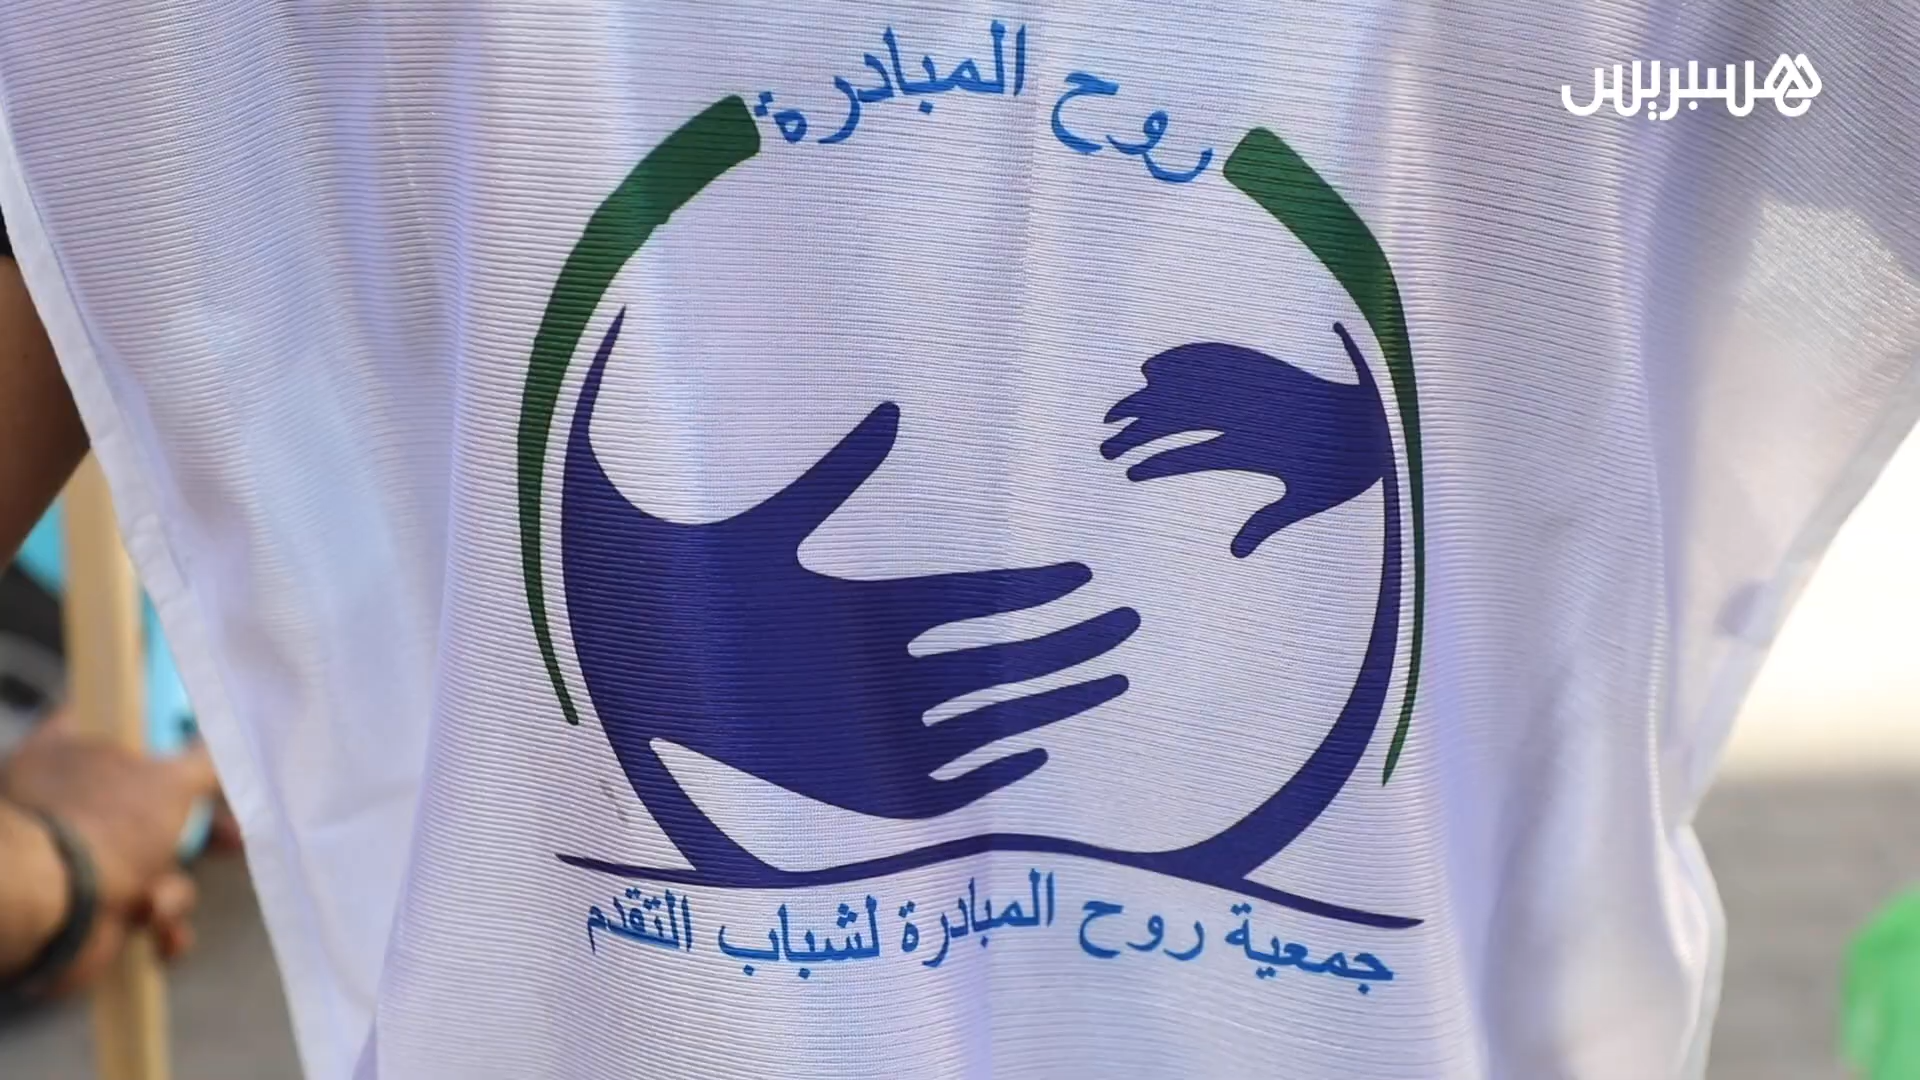 هسبريس
روح المبادرة
جمعية روح المبادرة لشباب التقدم